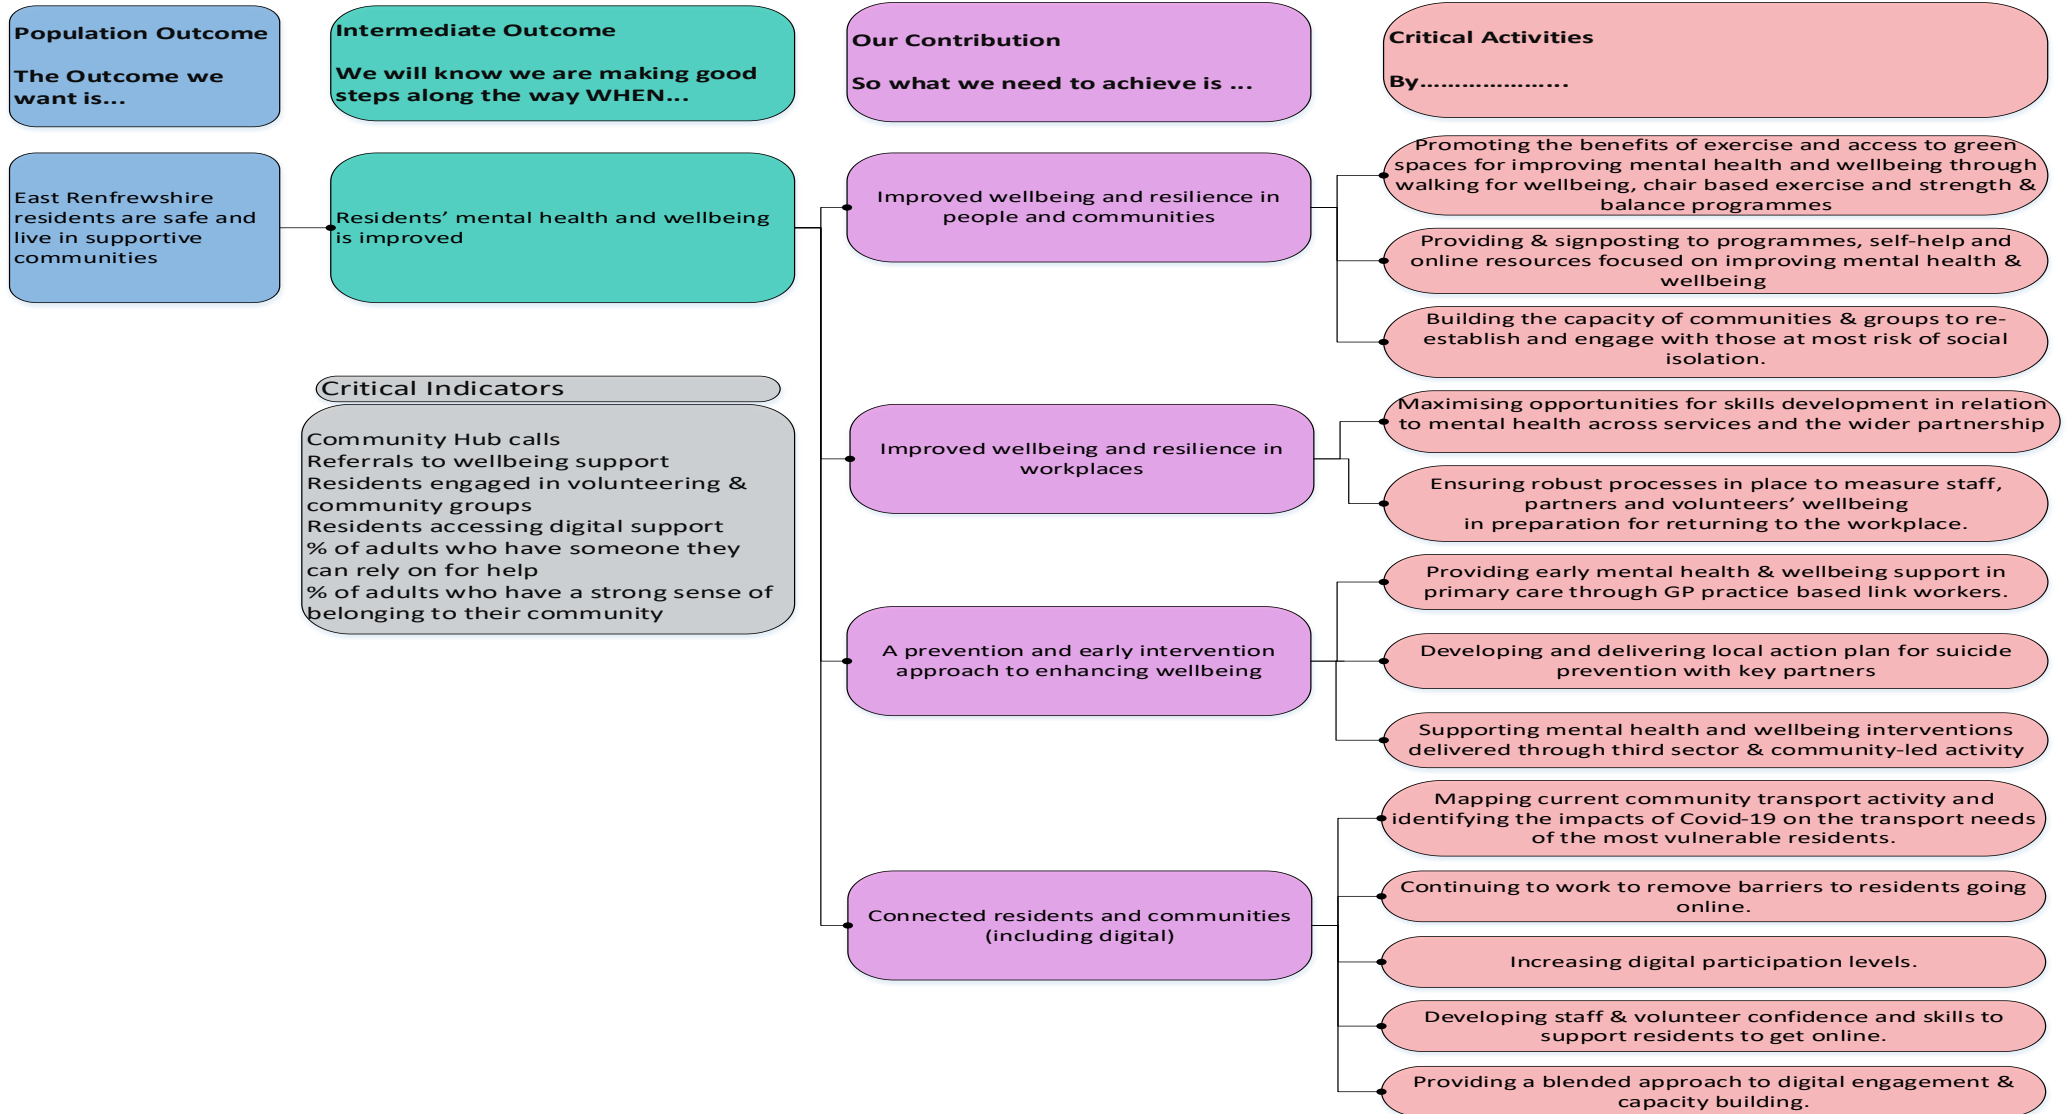 Population Outcome
The Outcome we
want is...
Intermediate Outcome
We will know we are making good
steps along the way WHEN...
Our Contribution
So what we need to achieve is ...
Critical Activities
By.....................
East Renfrewshire
residents are safe and
live in supportive
communities
Residents’ mental health and wellbeing
is improved
Critical Indicators
Community Hub calls
Referrals to wellbeing support
Residents engaged in volunteering &
community groups
Residents accessing digital support
% of adults who have someone they
can rely on for help
% of adults who have a strong sense of
belonging to their community
Improved wellbeing and resilience in
people and communities
Promoting the benefits of exercise and access to green
spaces for improving mental health and wellbeing through
walking for wellbeing, chair based exercise and strength &
balance programmes
Providing & signposting to programmes, self-help and
online resources focused on improving mental health &
wellbeing
Building the capacity of communities & groups to re-
establish and engage with those at most risk of social
isolation.
Improved wellbeing and resilience in
workplaces
Maximising opportunities for skills development in relation
to mental health across services and the wider partnership
Ensuring robust processes in place to measure staff,
partners and volunteers’ wellbeing
in preparation for returning to the workplace.
A prevention and early intervention
approach to enhancing wellbeing
Providing early mental health & wellbeing support in
primary care through GP practice based link workers.
Developing and delivering local action plan for suicide
prevention with key partners
Supporting mental health and wellbeing interventions
delivered through third sector & community-led activity
Connected residents and communities
(including digital)
Mapping current community transport activity and
identifying the impacts of Covid-19 on the transport needs
of the most vulnerable residents.
Continuing to work to remove barriers to residents going
online.
Increasing digital participation levels.
Developing staff & volunteer confidence and skills to
support residents to get online.
Providing a blended approach to digital engagement &
capacity building.